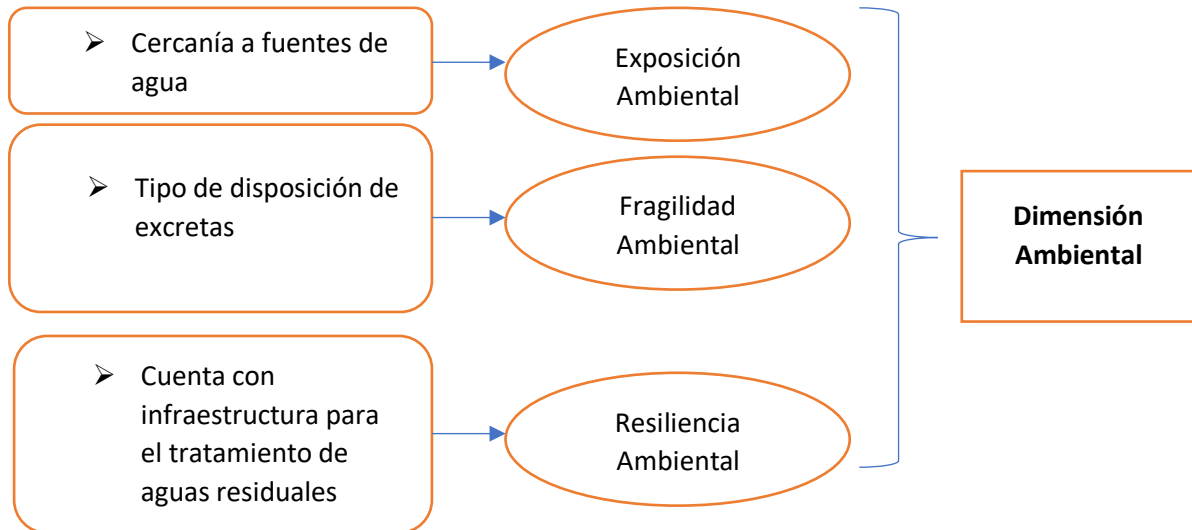 ➢ Cercanía a fuentes de
agua
Exposición
Ambiental
➢ Tipo de disposición de
excretas
Fragilidad
Ambiental
Dimensión
Ambiental
➢ Cuenta con
infraestructura para
el tratamiento de
aguas residuales
Resiliencia
Ambiental